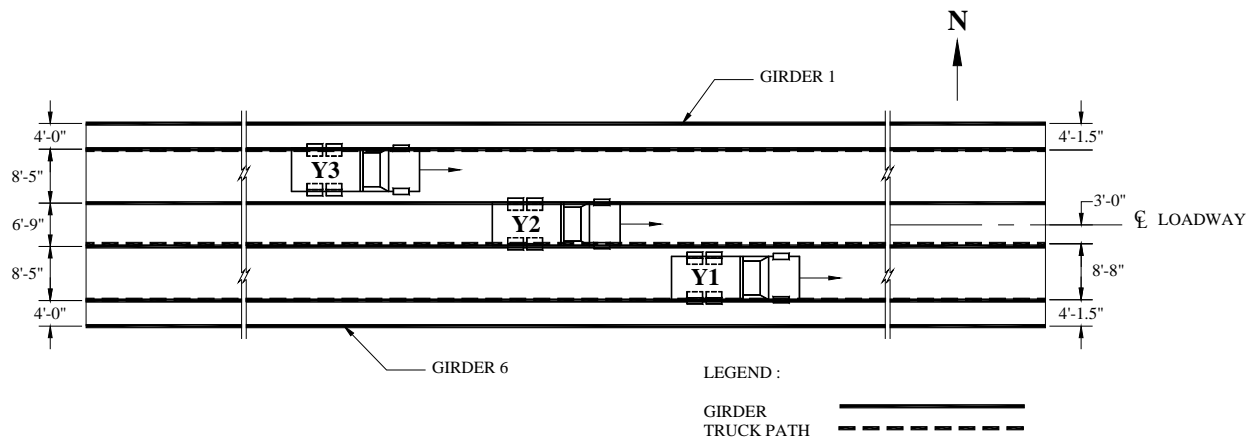 N
GIRDER 1
4'-0"
4'-1.5"
Y3
8'-5"
3'-0"
6'-9"
Y2
℄ LOADWAY
8'-5"
Y1
8'-8"
4'-0"
4'-1.5"
GIRDER 6
LEGEND :
GIRDER
TRUCK PATH